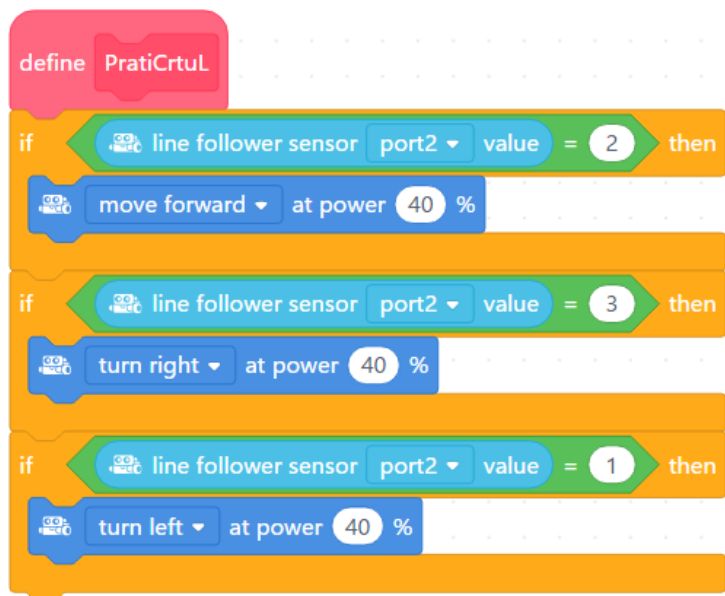 define PratiCrtuL
if line follower sensor port2 value = 2 then
move forward at power 40 %
if line follower sensor port2 value = 3 then
turn right at power 40 %
if line follower sensor port2 value = 1 then
turn left at power 40 %